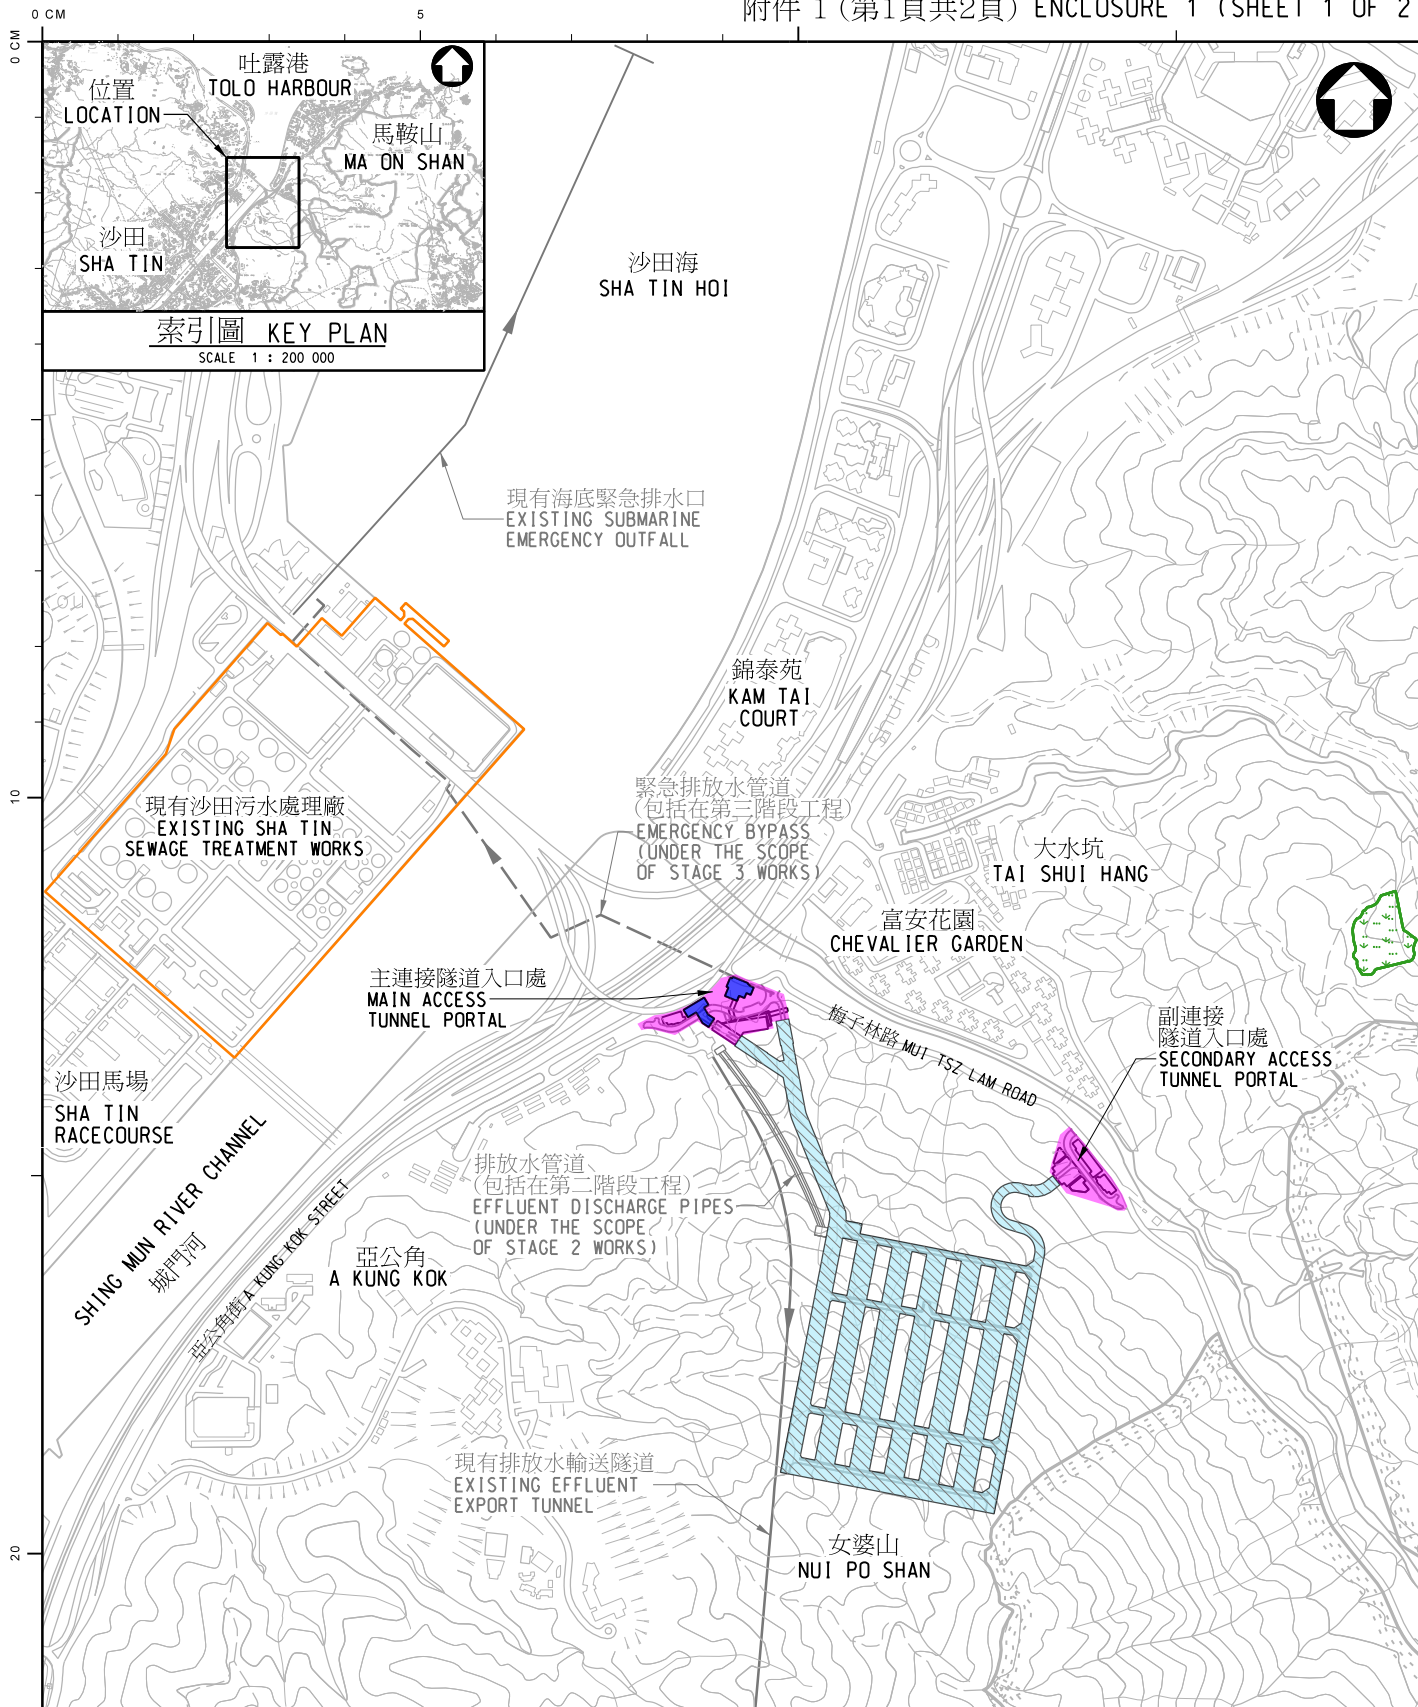 附件 1 (第1頁共2頁) ENCLOSURE 1 (SHEET 1 OF 2
0 CM
5
0 CM
10
20
吐露港
TOLO HARBOUR
位置
LOCATION
馬鞍山
MA ON SHAN
沙田
SHA TIN
索引圖 KEY PLAN
SCALE 1 : 200 000
沙田海
SHA TIN HOI
現有海底緊急排水口
EXISTING SUBMARINE
EMERGENCY OUTFALL
錦泰苑
KAM TAI
COURT
緊急排放水管道
(包括在第三階段工程)
EMERGENCY BYPASS
(UNDER THE SCOPE
OF STAGE 3 WORKS)
現有沙田污水處理廠
EXISTING SHA TIN
SEWAGE TREATMENT WORKS
大水坑
TAI SHUI HANG
富安花園
CHEVALIER GARDEN
主連接隧道入口處
MAIN ACCESS
TUNNEL PORTAL
梅子林路 MUI TSZ LAM ROAD
副連接
隧道入口處
SECONDARY ACCESS
TUNNEL PORTAL
沙田馬場
SHA TIN
RACECOURSE
SHING MUN RIVER CHANNEL
城門河
排放水管道
(包括在第二階段工程)
EFFLUENT DISCHARGE PIPES
(UNDER THE SCOPE
OF STAGE 2 WORKS)
亞公角街 A KUNG KOK STREET
亞公角
A KUNG KOK
現有排放水輸送隧道
EXISTING EFFLUENT
EXPORT TUNNEL
女婆山
NUI PO SHAN